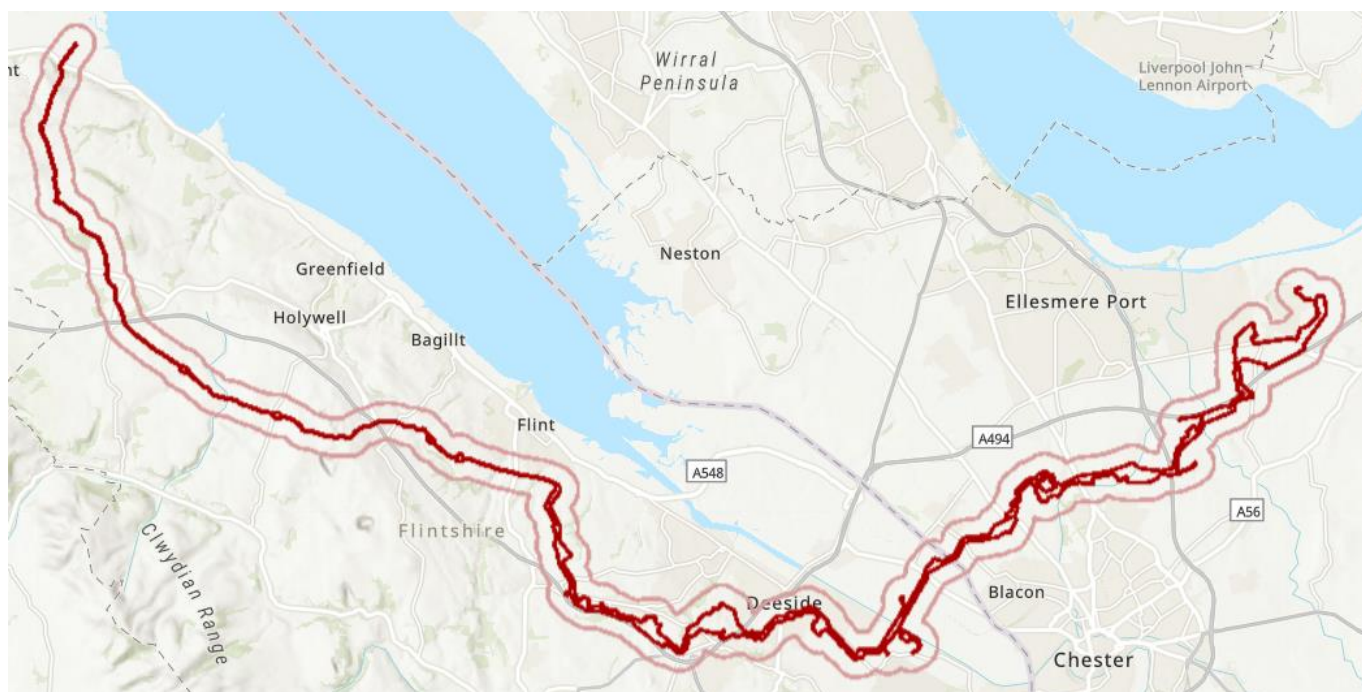 Wirral
Peninsula
Liverpool John
Lennon Airport
nt
Neston
Greenfield
Ellesmere Port
Holywell
Bagillt
Flint
A494
A548
A56
Flintshire
Clwydian Range
Deeside
Blacon
Chester